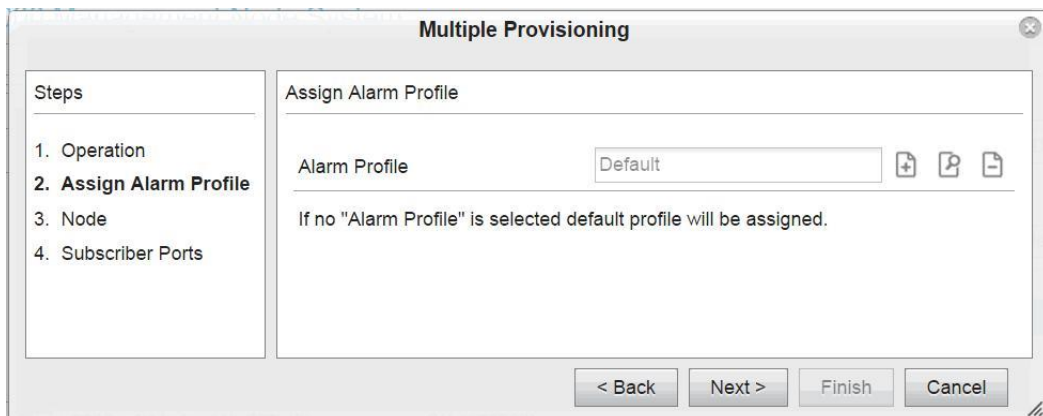 Multiple Provisioning
Steps
1. Operation
2. Assign Alarm Profile
3. Node
4. Subscriber Ports
Assign Alarm Profile
Alarm Profile
Default
If no "Alarm Profile" is selected default profile will be assigned.
< Back
Next >
Finish
Cancel